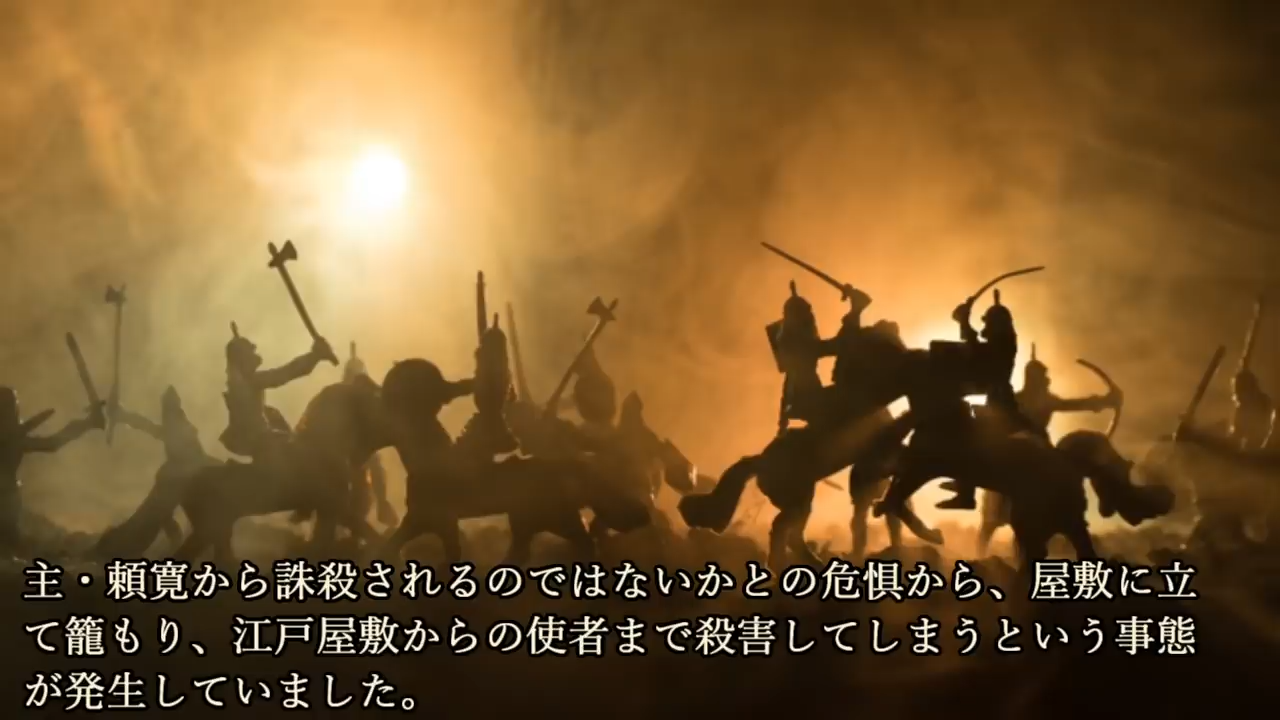 主・頼寛から誅殺されるのではないかとの危惧から、屋敷に立
て籠もり、江戸屋敷からの使者まで殺害してしまうという事態
が発生していました。